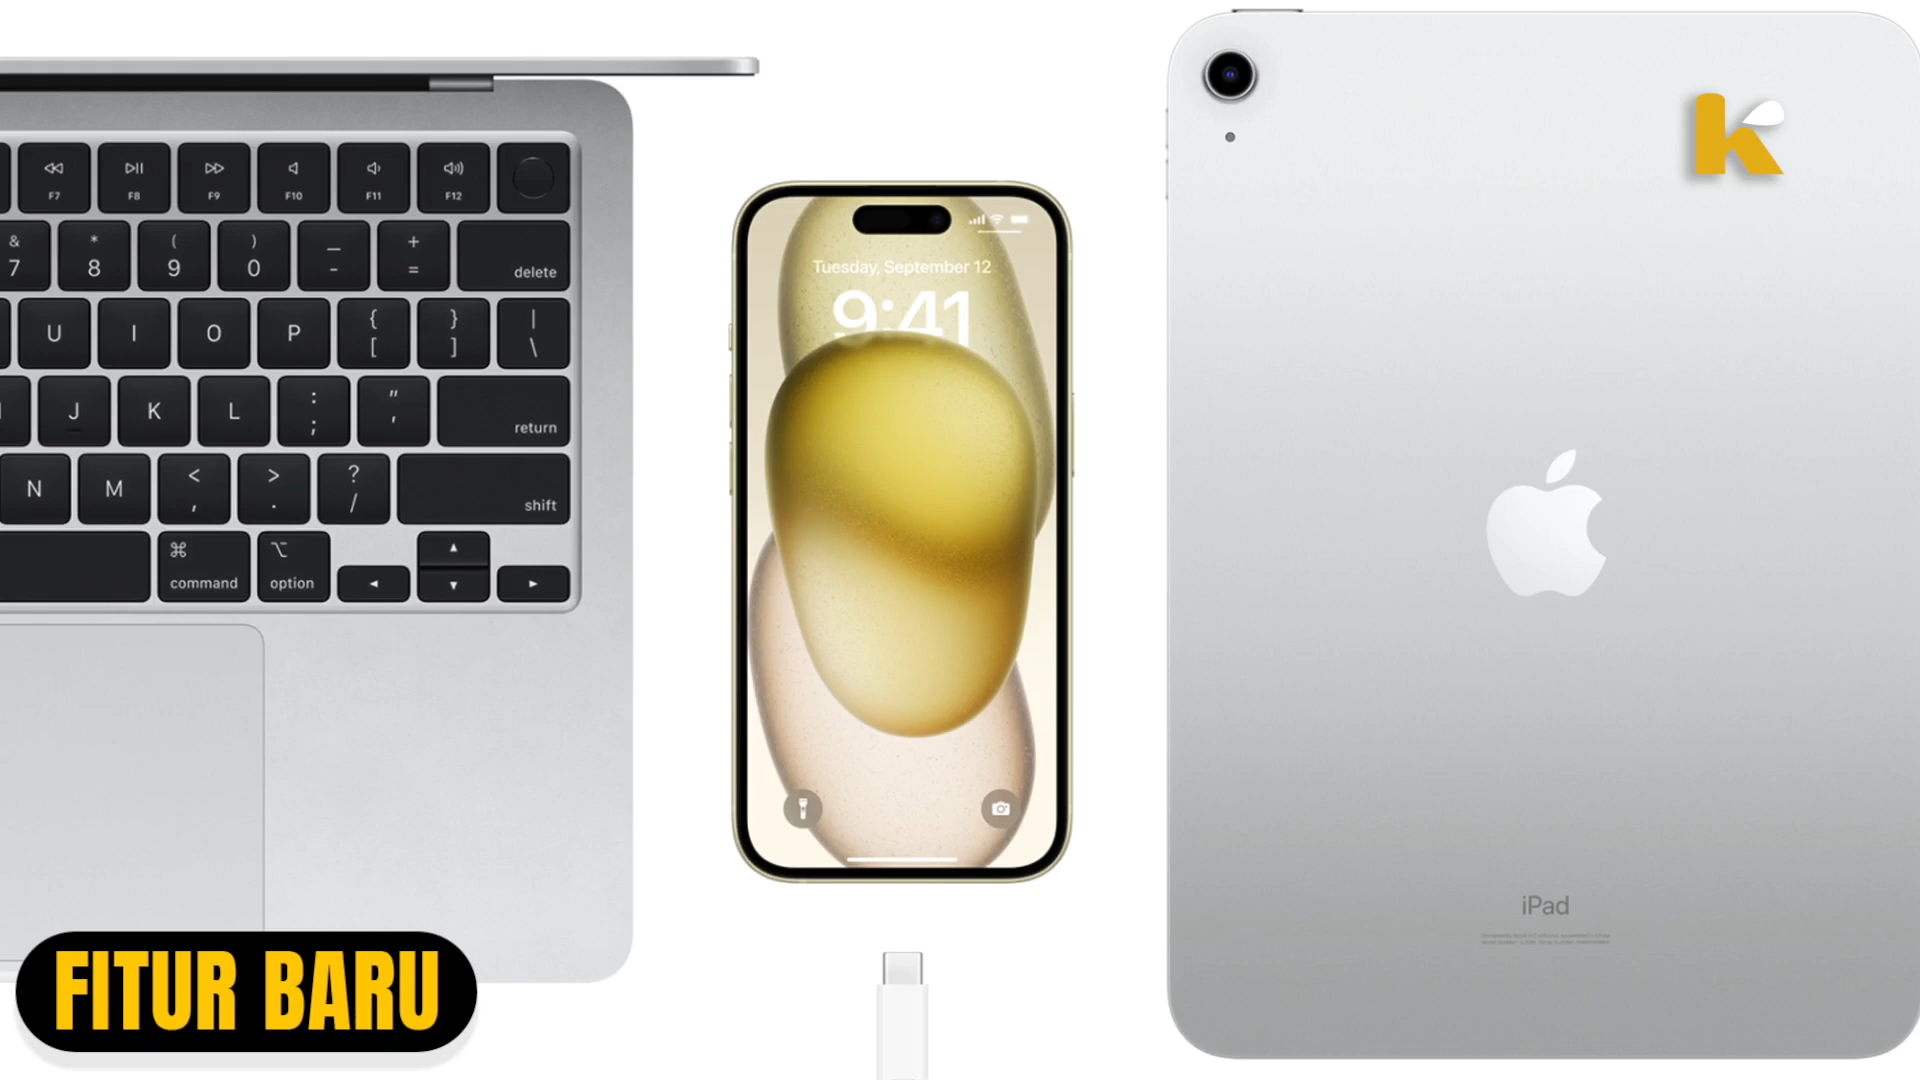 F7 F8 F9 F10 F11 F12
& 7 * 8 ( 9 ) 0 _ - + = delete
U I O P { [ } ] | \
J K L : ; " ' return
N M < , > . ? / shift
⌘ command ⌥ option
Tuesday, September 12
9:41
k
iPad
FITUR BARU